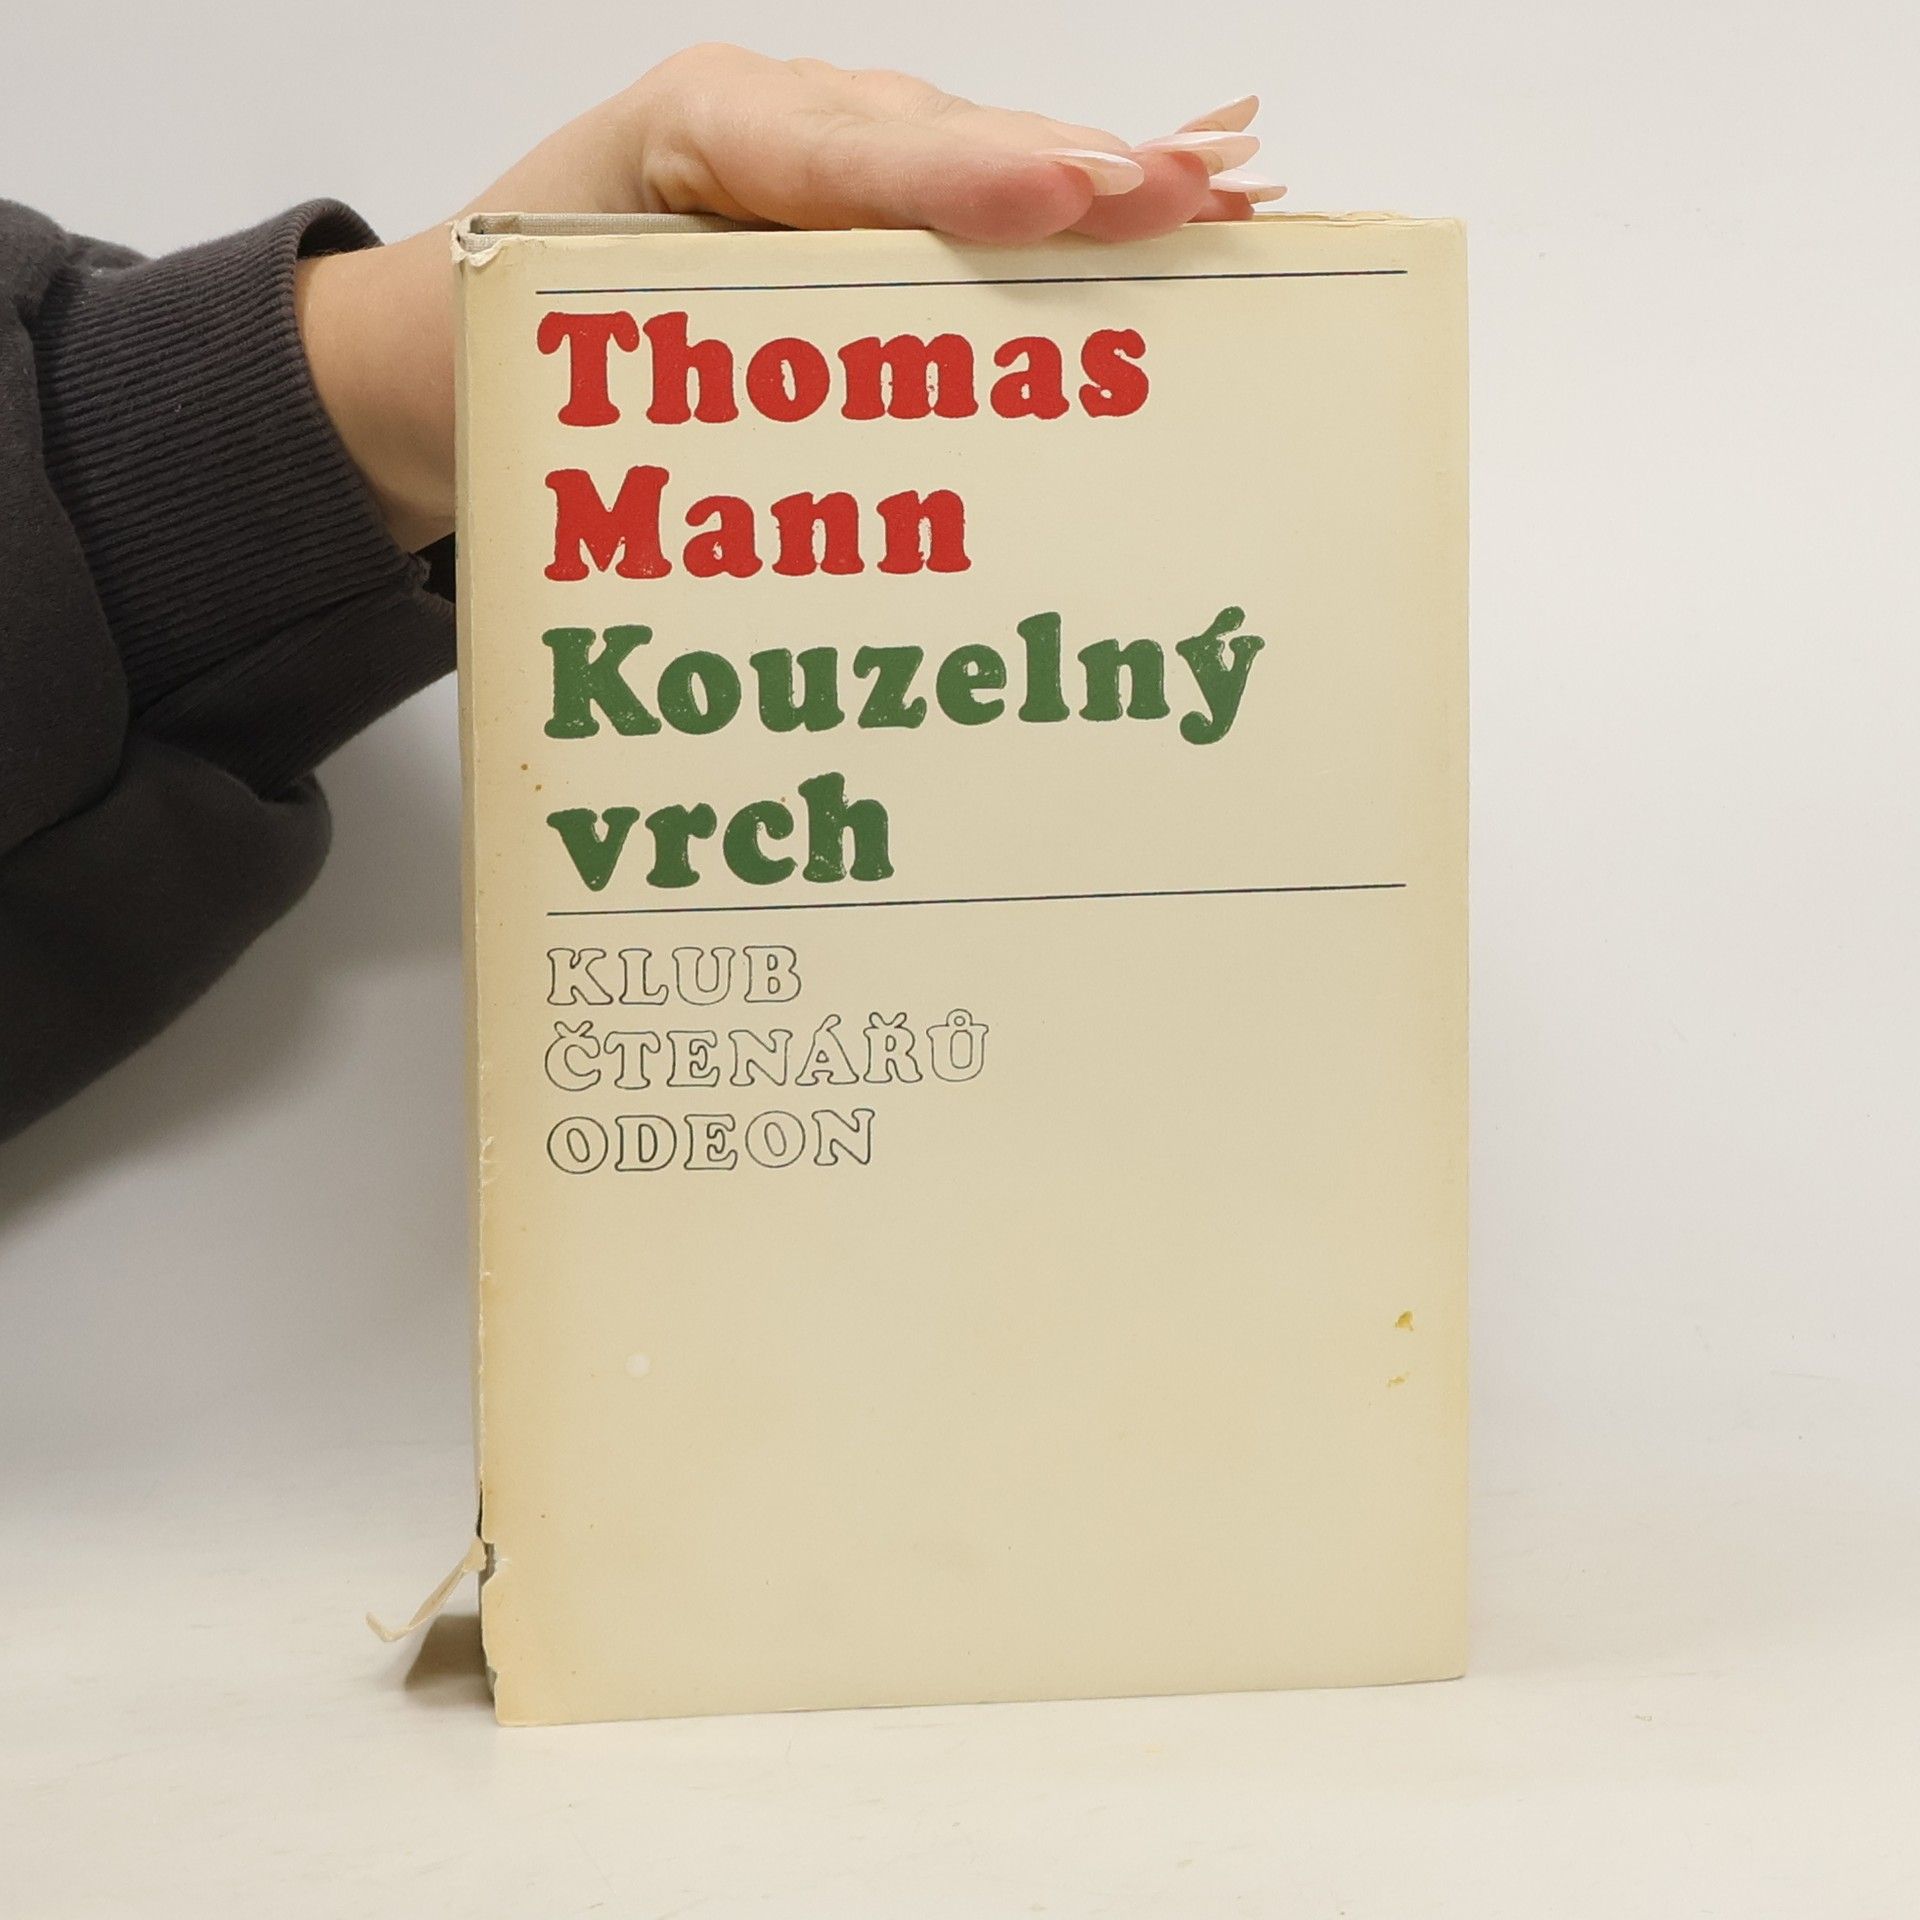 Thomas
Mann
Kouzelný
vrch
KLUB
ČTENÁŘŮ
ODEON